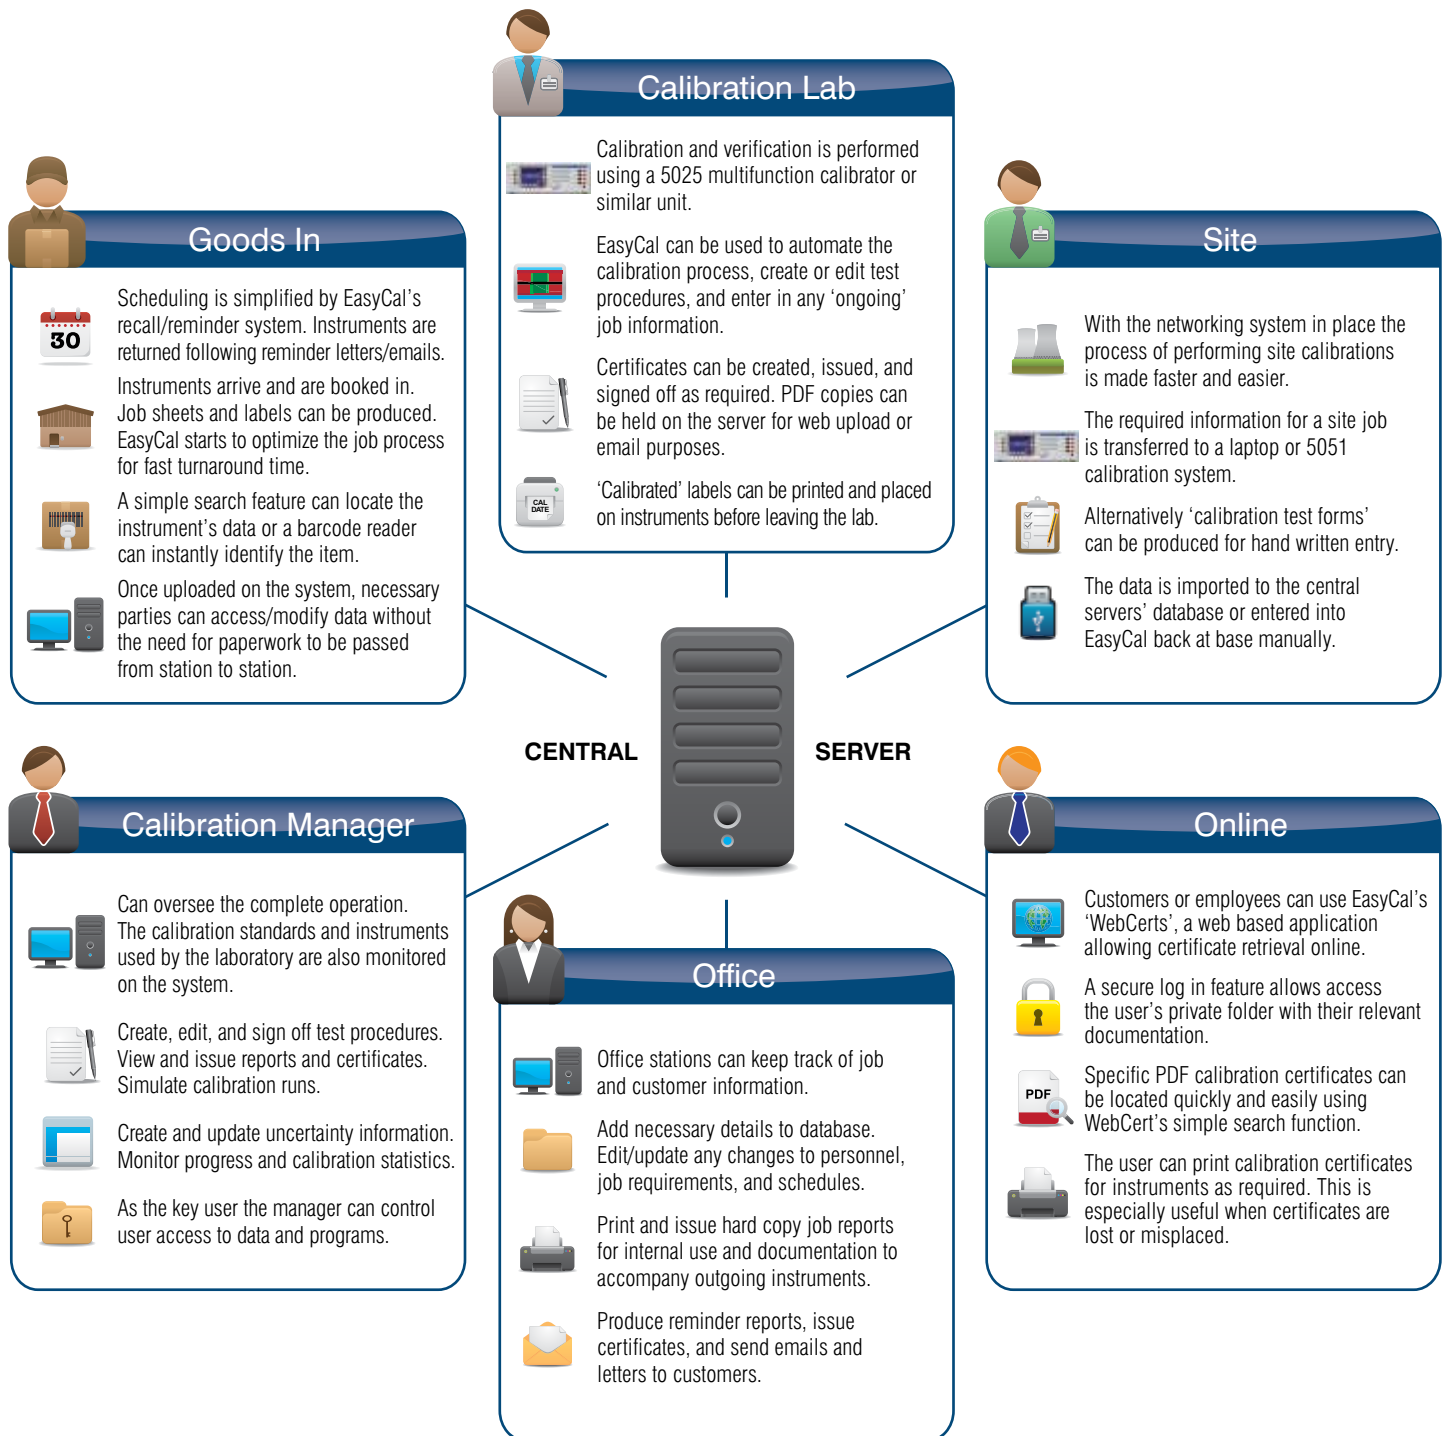 Calibration Lab
Calibration and verification is performed
using a 5025 multifunction calibrator or
similar unit.
EasyCal can be used to automate the
calibration process, create or edit test
procedures, and enter in any ‘ongoing’
job information.
Certificates can be created, issued, and
signed off as required. PDF copies can
be held on the server for web upload or
email purposes.
CAL
DATE
‘Calibrated’ labels can be printed and placed
on instruments before leaving the lab.
Goods In
30
Scheduling is simplified by EasyCal’s
recall/reminder system. Instruments are
returned following reminder letters/emails.
Instruments arrive and are booked in.
Job sheets and labels can be produced.
EasyCal starts to optimize the job process
for fast turnaround time.
A simple search feature can locate the
instrument’s data or a barcode reader
can instantly identify the item.
Once uploaded on the system, necessary
parties can access/modify data without
the need for paperwork to be passed
from station to station.
Site
With the networking system in place the
process of performing site calibrations
is made faster and easier.
The required information for a site job
is transferred to a laptop or 5051
calibration system.
Alternatively ‘calibration test forms’
can be produced for hand written entry.
The data is imported to the central
servers’ database or entered into
EasyCal back at base manually.
CENTRAL SERVER
Calibration Manager
Can oversee the complete operation.
The calibration standards and instruments
used by the laboratory are also monitored
on the system.
Create, edit, and sign off test procedures.
View and issue reports and certificates.
Simulate calibration runs.
Create and update uncertainty information.
Monitor progress and calibration statistics.
As the key user the manager can control
user access to data and programs.
Office
Office stations can keep track of job
and customer information.
Add necessary details to database.
Edit/update any changes to personnel,
job requirements, and schedules.
Print and issue hard copy job reports
for internal use and documentation to
accompany outgoing instruments.
Produce reminder reports, issue
certificates, and send emails and
letters to customers.
Online
Customers or employees can use EasyCal’s
‘WebCerts’, a web based application
allowing certificate retrieval online.
A secure log in feature allows access
the user’s private folder with their relevant
documentation.
PDF
Specific PDF calibration certificates can
be located quickly and easily using
WebCert’s simple search function.
The user can print calibration certificates
for instruments as required. This is
especially useful when certificates are
lost or misplaced.